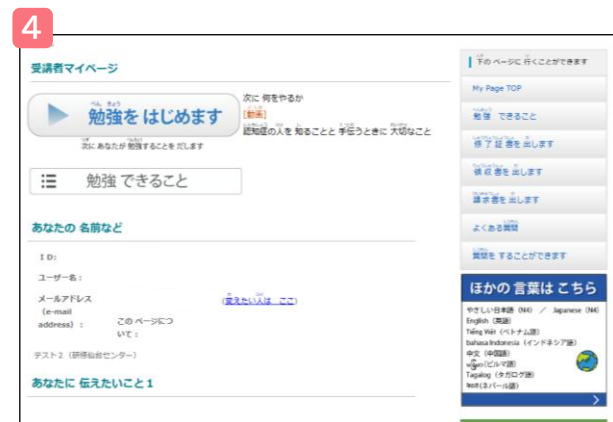 4
受講者マイページ
勉強を はじめます
べん きょう
次に あなたが 勉強することを だします
次に 何をやるか
[動画]
認知症の人を 知ることと 手伝うときに 大切なこと
勉強 できること
あなたの 名前など
I D:
ユーザー名:
メールアドレス
(e-mail
address) :
(変えたい人は ここ)
この ページにつ
いて:
テスト2 (研修仙台センター)
あなたに 伝えたいこと 1
下の ページに 行くことができます
My Page TOP
勉強 できること
修了証書を 出します
領収書を 出します
請求書を 出します
よくある質問
質問を することができます
ほかの 言葉は こちら
やさしい日本語 (N4) / Japanese (N4)
English (英語)
Tiếng Việt (ベトナム語)
bahasa Indonesia (インドネシア語)
中文 (中国語)
(ビルマ語)
Tagalog (タガログ語)
(ネパール語)